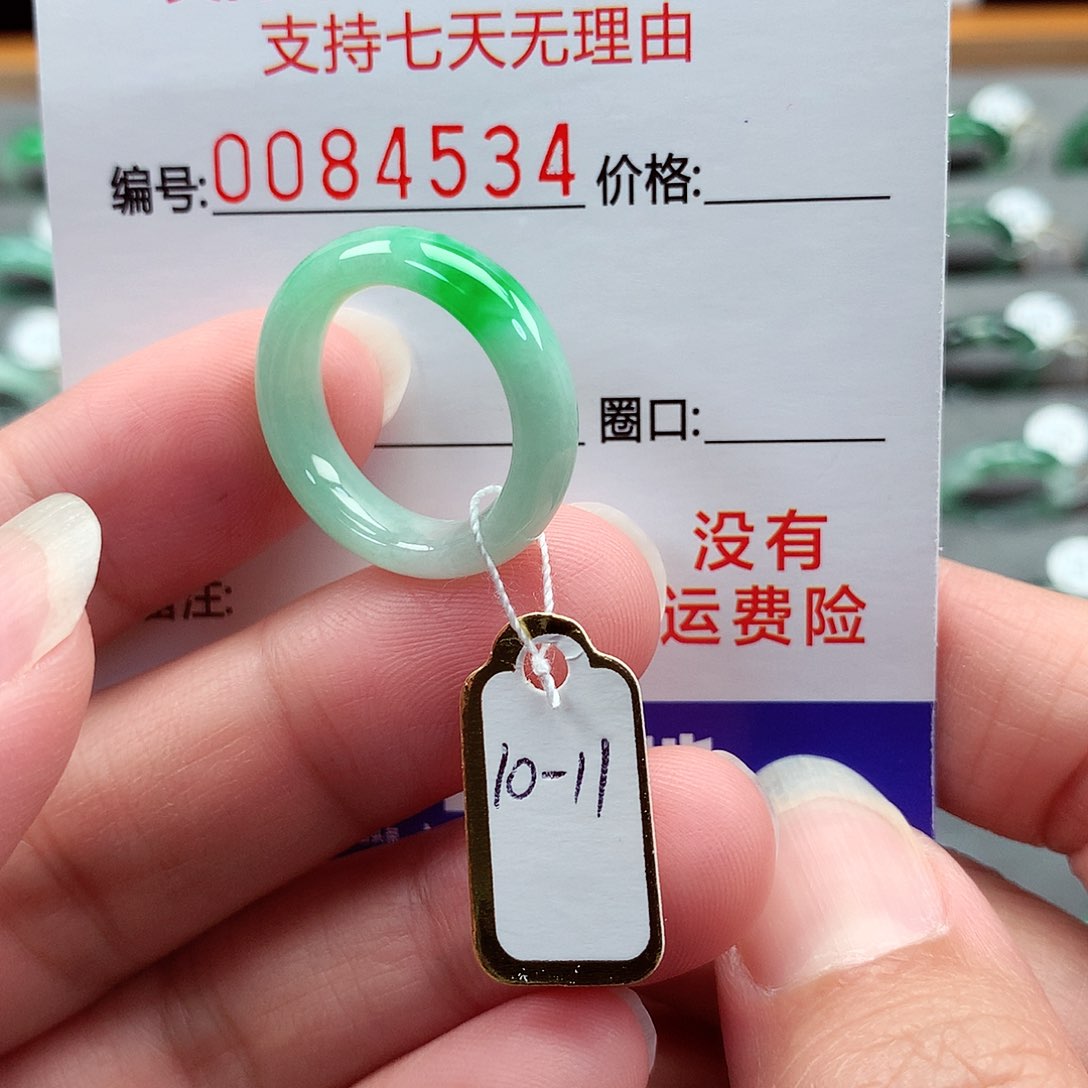 支持七天无理由
编号:0084534 价格:
圈口:
没有
运费险
10-11